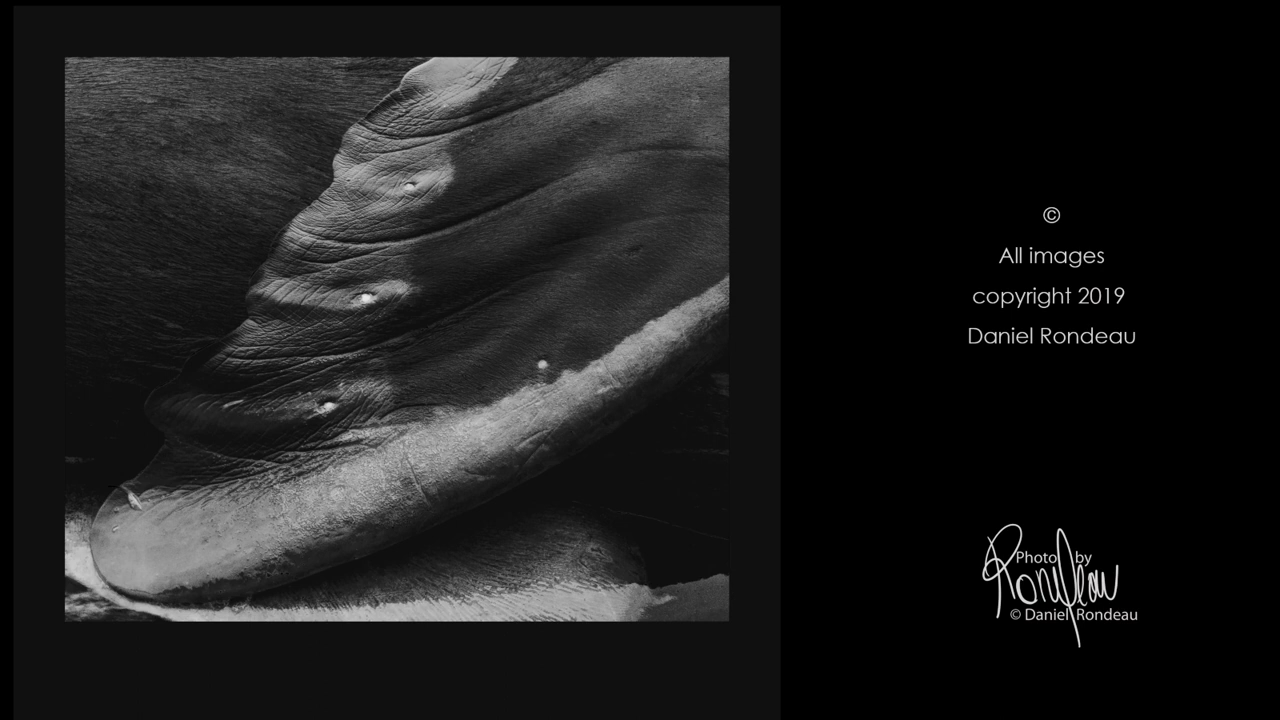 ©
All images
copyright 2019
Daniel Rondeau
Photo by
Rondeau
© Daniel Rondeau